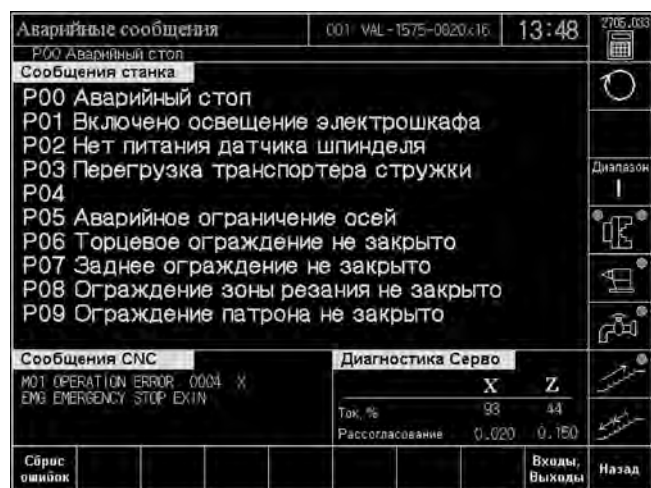 Аварийные сообщения
001 VAL-1575-0020x16
13:48
2705.033
P00 Аварийный стоп
Сообщения станка
P00 Аварийный стоп
P01 Включено освещение электрошкафа
P02 Нет питания датчика шпинделя
P03 Перегрузка транспортера стружки
P04
P05 Аварийное ограничение осей
P06 Торцевое ограждение не закрыто
P07 Заднее ограждение не закрыто
P08 Ограждение зоны резания не закрыто
P09 Ограждение патрона не закрыто
Диапазон
I
Сообщения CNC
M01 OPERATION ERROR 0004 X
EMG EMERGENCY STOP EXIN
Диагностика Серво
X Z
Ток, % 93 44
Рассогласование 0.020 0.150
Сброс
ошибок
Входы,
Выходы
Назад